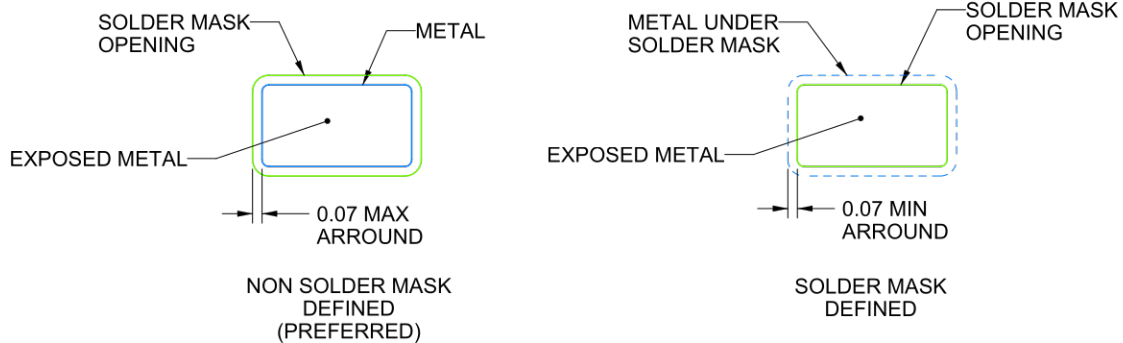 SOLDER MASK
OPENING
METAL
EXPOSED METAL
0.07 MAX
ARROUND
NON SOLDER MASK
DEFINED
(PREFERRED)
METAL UNDER
SOLDER MASK
SOLDER MASK
OPENING
EXPOSED METAL
0.07 MIN
ARROUND
SOLDER MASK
DEFINED